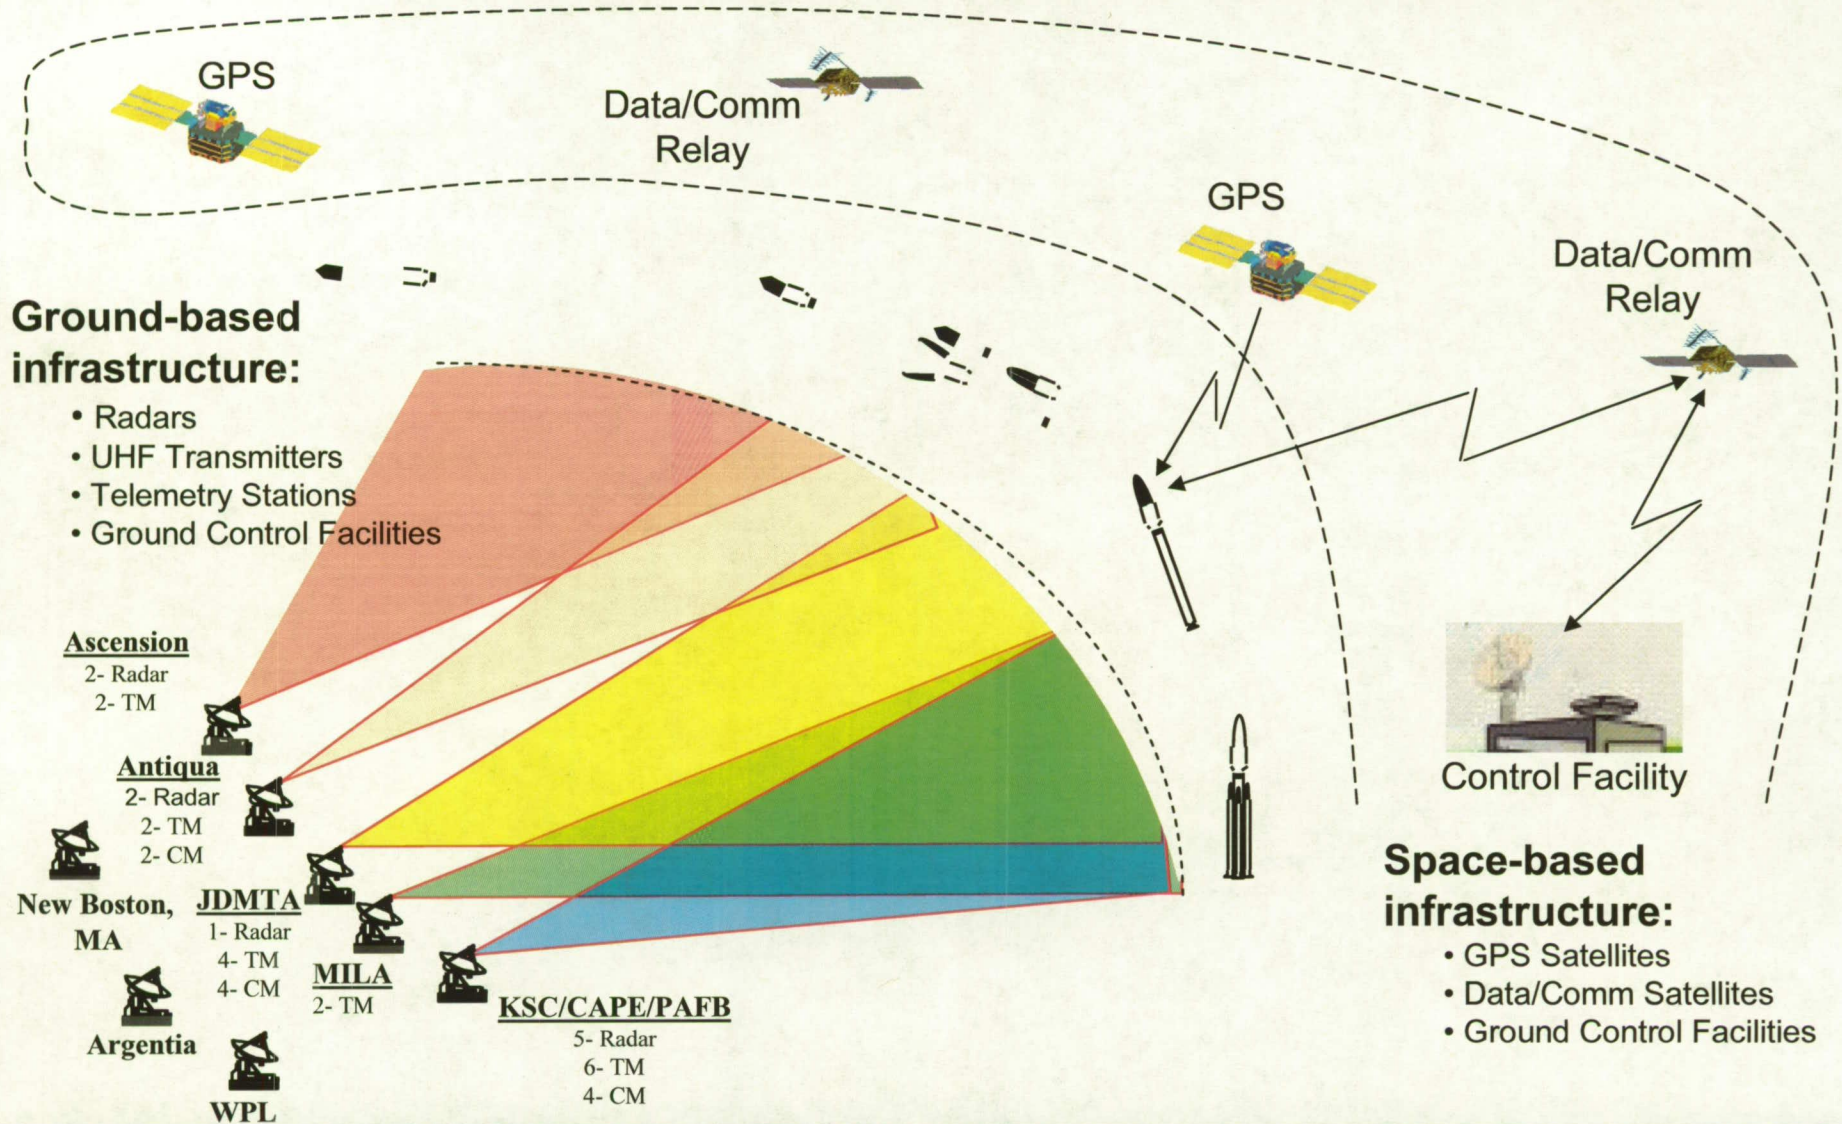 GPS
Data/Comm
Relay
GPS
Data/Comm
Relay
Ground-based
infrastructure:
• Radars
• UHF Transmitters
• Telemetry Stations
• Ground Control Facilities
Ascension
2- Radar
2- TM
Antiqua
2- Radar
2- TM
2- CM
New Boston,
MA
JDMTA
1- Radar
4- TM
4- CM
MILA
2- TM
Argentia
WPL
KSC/CAPE/PAFB
5- Radar
6- TM
4- CM
Control Facility
Space-based
infrastructure:
• GPS Satellites
• Data/Comm Satellites
• Ground Control Facilities